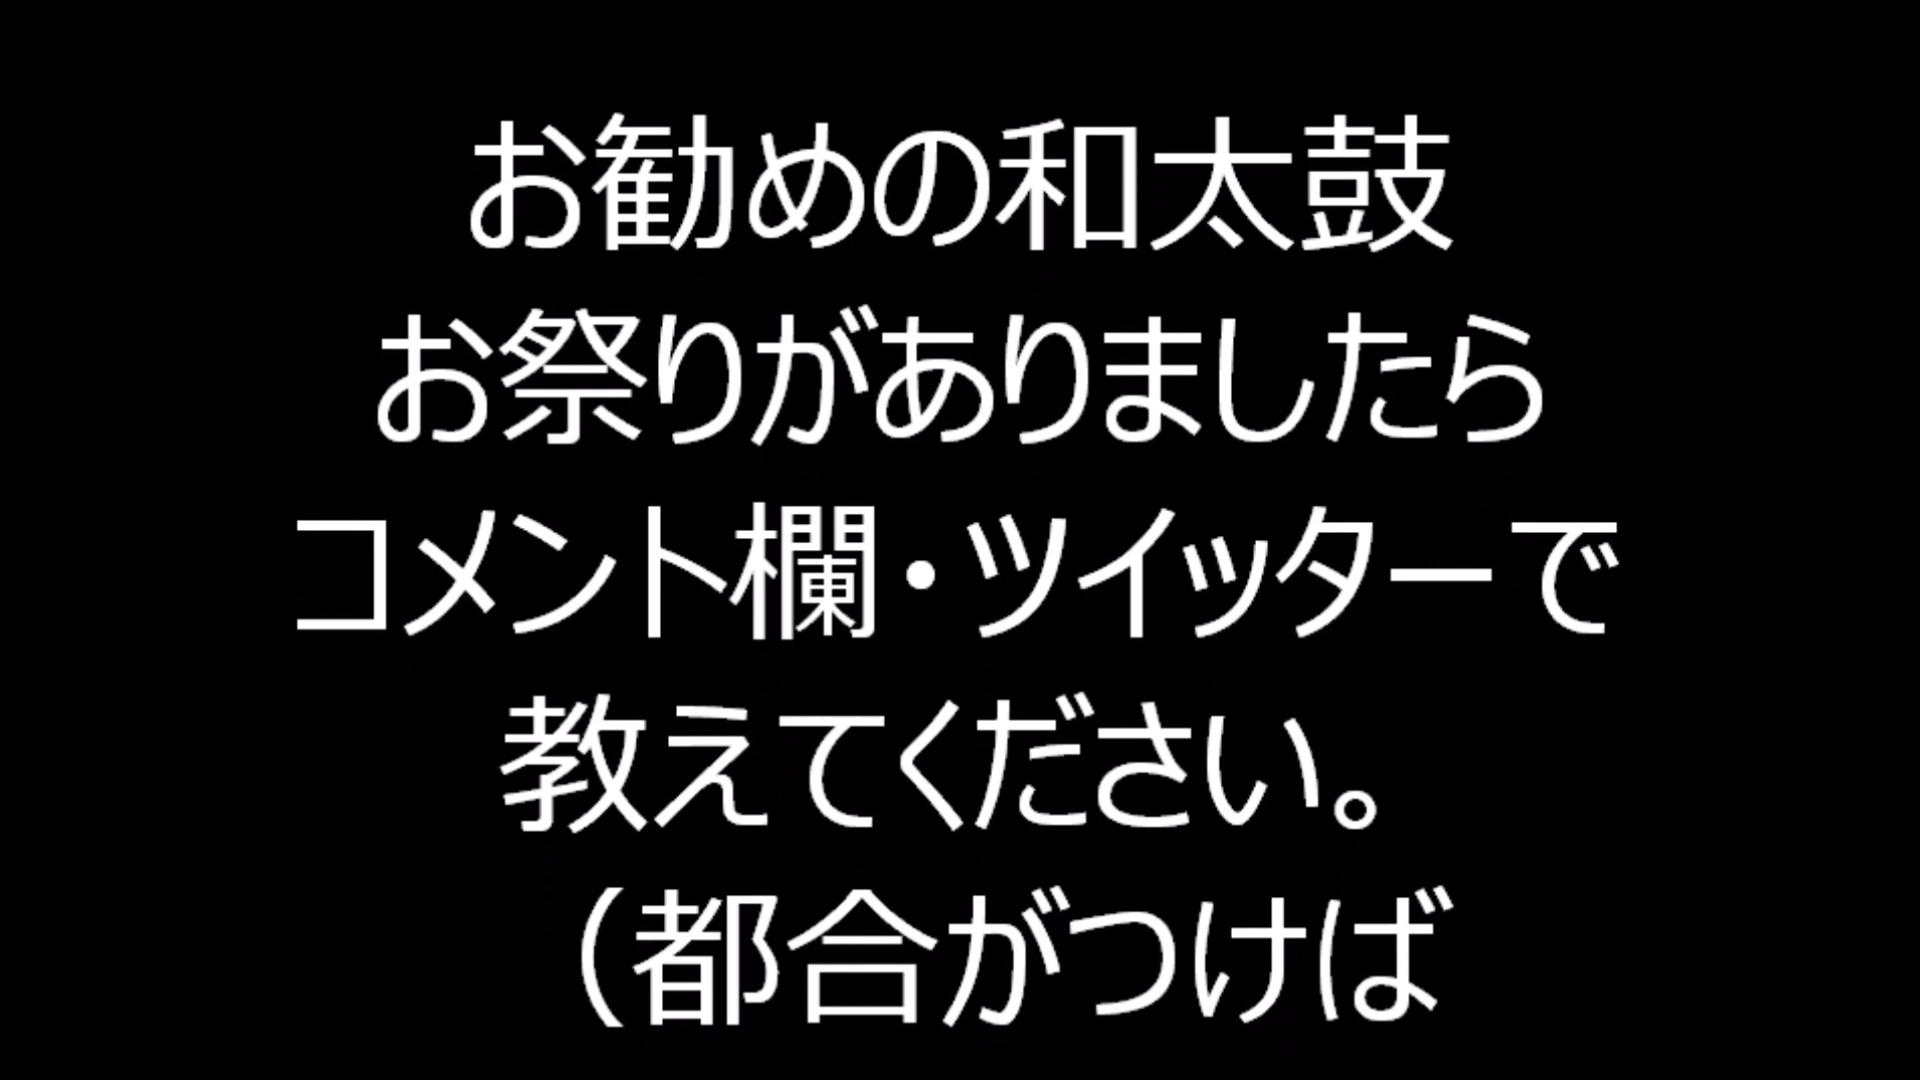 お勧めの和太鼓
お祭りがありましたら
コメント欄・ツイッターで
教えてください。
（都合がつけば